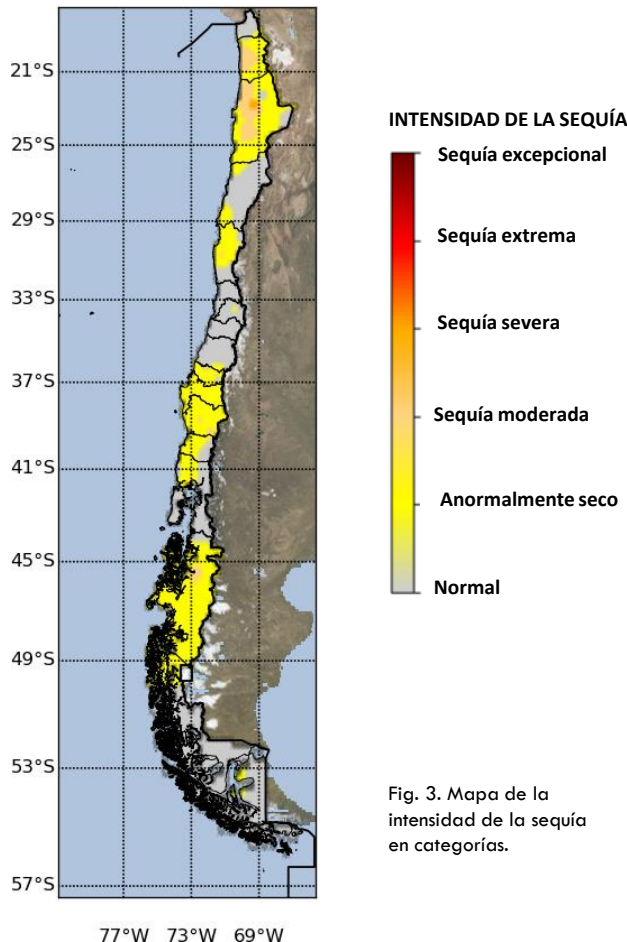 21°S
25°S
29°S
33°S
37°S
41°S
45°S
49°S
53°S
57°S
77°W 73°W 69°W
INTENSIDAD DE LA SEQUÍA
Sequía excepcional
Sequía extrema
Sequía severa
Sequía moderada
Anormalmente seco
Normal
Fig. 3. Mapa de la
intensidad de la sequía
en categorías.